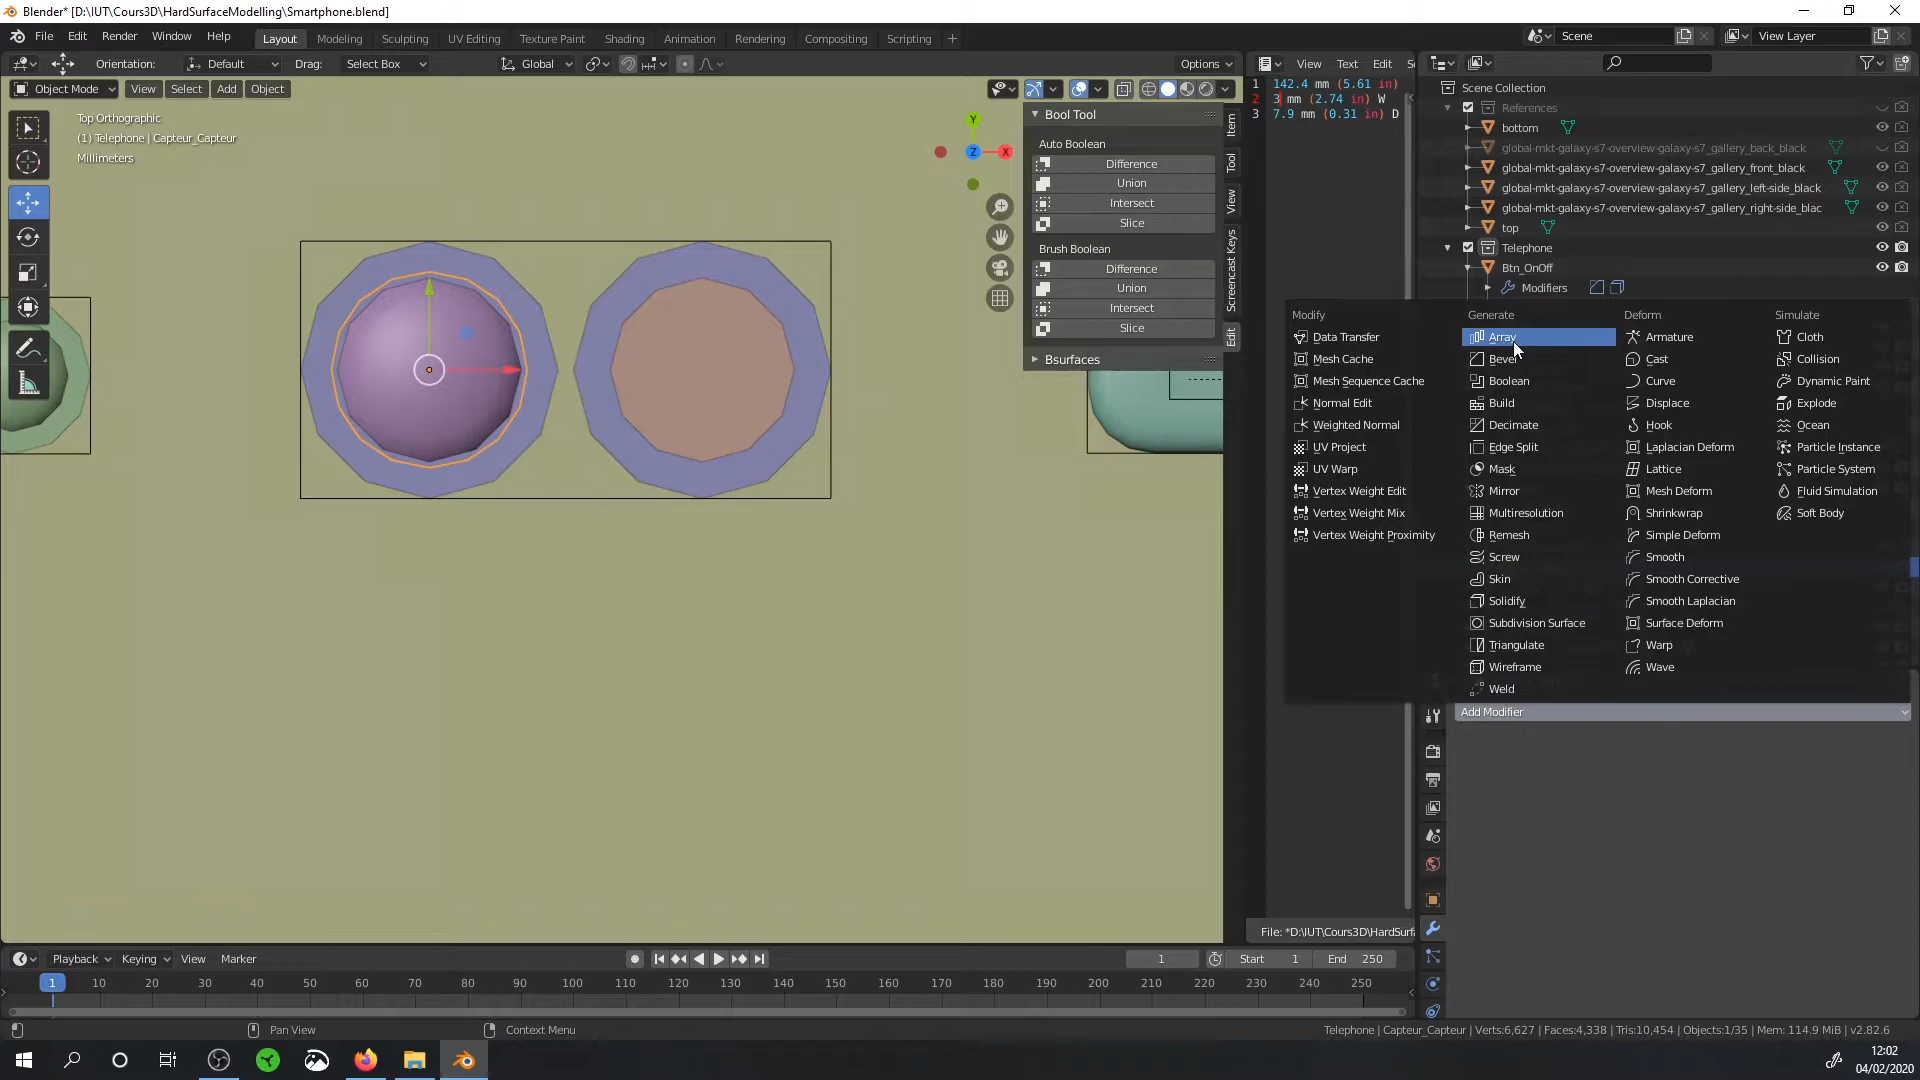 Blender* [D:\IUT\Cours3D\HardSurfaceModelling\Smartphone.blend]
File Edit Render Window Help Layout Modeling Sculpting UV Editing Texture Paint Shading Animation Rendering Compositing Scripting + Scene View Layer
Orientation: Default Drag: Select Box Global Options View Text Edit
Object Mode View Select Add Object
1 142.4 mm (5.61 in)
2 3 mm (2.74 in) W
3 7.9 mm (0.31 in) D
Top Orthographic
(1) Telephone | Capteur_Capteur
Millimeters
Y
Z
X
Bool Tool
Auto Boolean
Difference
Union
Intersect
Slice
Brush Boolean
Difference
Union
Intersect
Slice
Bsurfaces
Item
Tool
View
Screencast Keys
Edit
Scene Collection
References
bottom
global-mkt-galaxy-s7-overview-galaxy-s7_gallery_back_black
global-mkt-galaxy-s7-overview-galaxy-s7_gallery_front_black
global-mkt-galaxy-s7-overview-galaxy-s7_gallery_left-side_black
global-mkt-galaxy-s7-overview-galaxy-s7_gallery_right-side_blac
top
Telephone
Btn_OnOff
Modifiers
Modify
Data Transfer
Mesh Cache
Mesh Sequence Cache
Normal Edit
Weighted Normal
UV Project
UV Warp
Vertex Weight Edit
Vertex Weight Mix
Vertex Weight Proximity
Generate
Array
Bevel
Boolean
Build
Decimate
Edge Split
Mask
Mirror
Multiresolution
Remesh
Screw
Skin
Solidify
Subdivision Surface
Triangulate
Wireframe
Weld
Deform
Armature
Cast
Curve
Displace
Hook
Laplacian Deform
Lattice
Mesh Deform
Shrinkwrap
Simple Deform
Smooth
Smooth Corrective
Smooth Laplacian
Surface Deform
Warp
Wave
Simulate
Cloth
Collision
Dynamic Paint
Explode
Ocean
Particle Instance
Particle System
Fluid Simulation
Soft Body
Add Modifier
File: *D:\IUT\Cours3D\HardSurf
Playback Keying View Marker 1 Start 1 End 250
1 10 20 30 40 50 60 70 80 90 100 110 120 130 140 150 160 170 180 190 200 210 220 230 240 250
Pan View Context Menu Telephone | Capteur_Capteur | Verts:6,627 | Faces:4,338 | Tris:10,454 | Objects:1/35 | Mem: 114.9 MiB | v2.82.6
12:02
04/02/2020